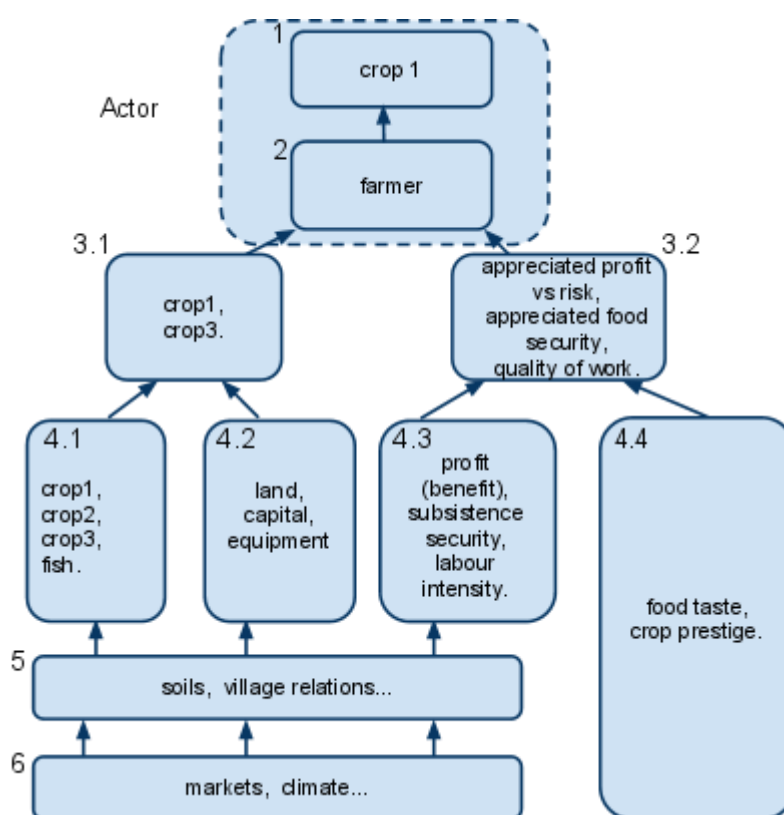 1
crop 1
Actor
2
farmer
3.1
3.2
crop1,
crop3.
appreciated profit
vs risk,
appreciated food
security,
quality of work.
4.1
crop1,
crop2,
crop3,
fish.
4.2
land,
capital,
equipment
4.3
profit
(benefit),
subsistence
security,
labour
intensity.
4.4
food taste,
crop prestige.
5
soils, village relations...
6
markets, climate...